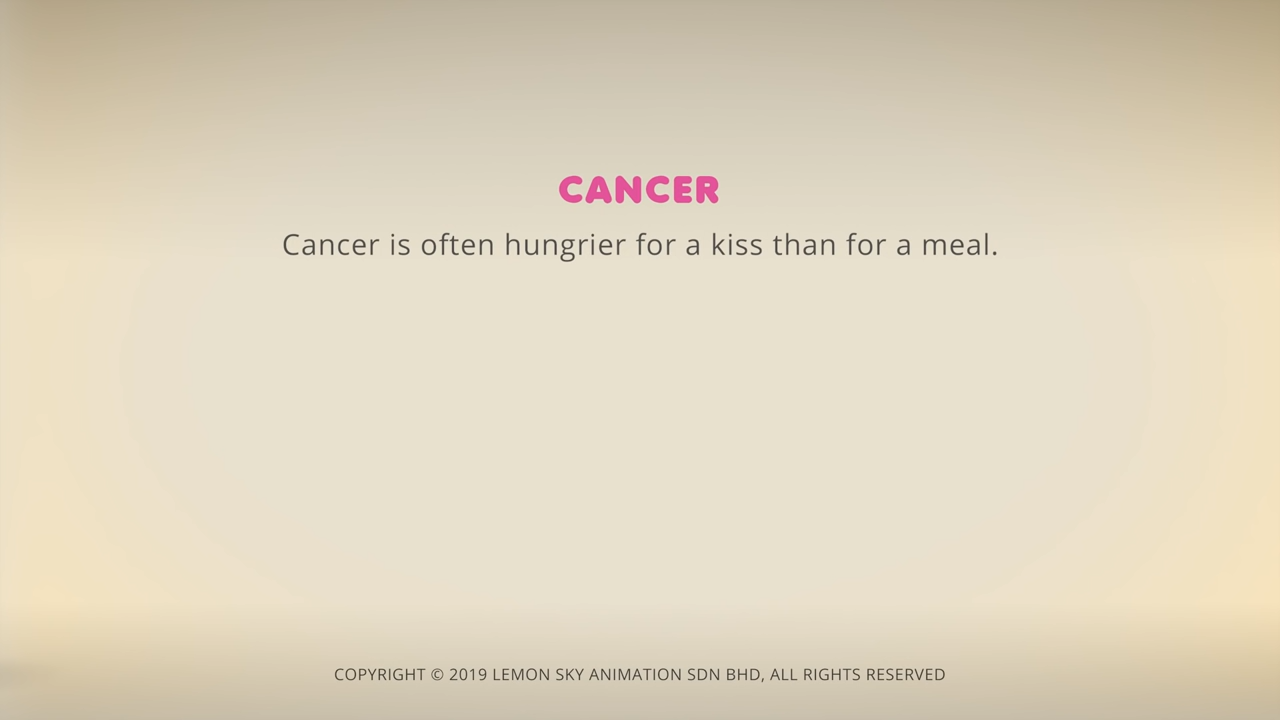 CANCER
Cancer is often hungrier for a kiss than for a meal.
COPYRIGHT © 2019 LEMON SKY ANIMATION SDN BHD, ALL RIGHTS RESERVED